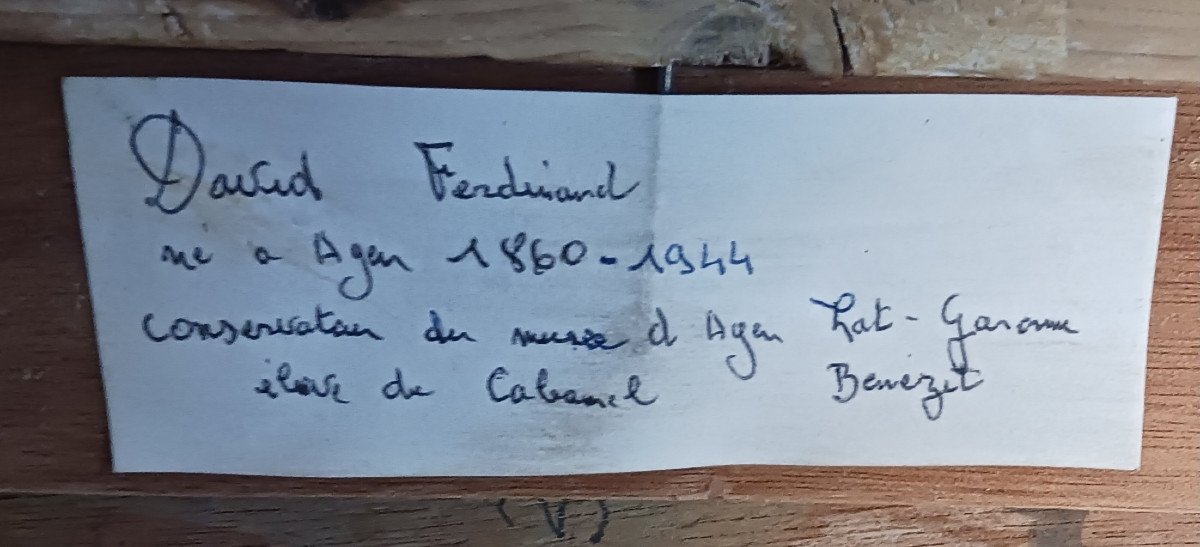 David Ferdinand
né a Agen 1860-1944
conservateur du musée d Agen Lot-Garonne
élève de Cabanel Benezit
(V)